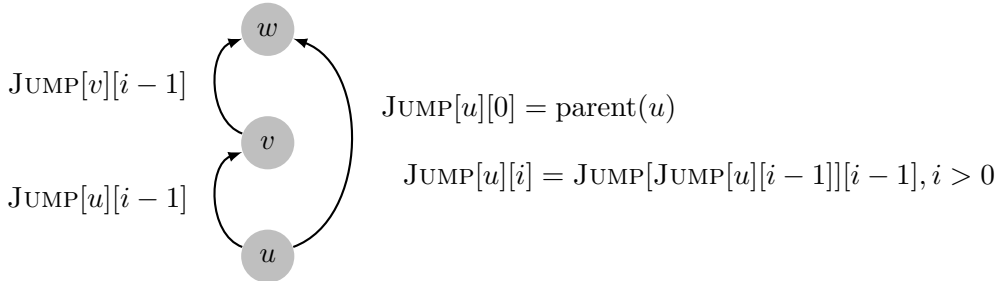 w
JUMP[v][i − 1]
JUMP[u][0] = parent(u)
v
JUMP[u][i] = JUMP[JUMP[u][i − 1]][i − 1], i > 0
JUMP[u][i − 1]
u